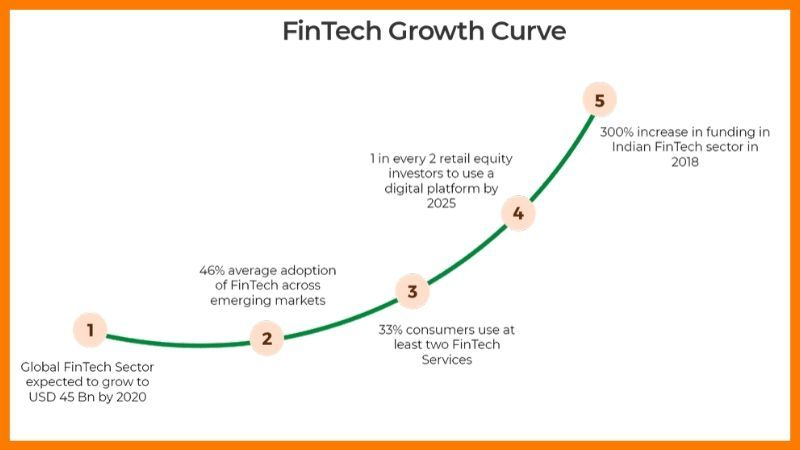 FinTech Growth Curve
1
Global FinTech Sector
expected to grow to
USD 45 Bn by 2020
2
46% average adoption
of FinTech across
emerging markets
3
33% consumers use at
least two FinTech
Services
4
1 in every 2 retail equity
investors to use a
digital platform by
2025
5
300% increase in funding in
Indian FinTech sector in
2018